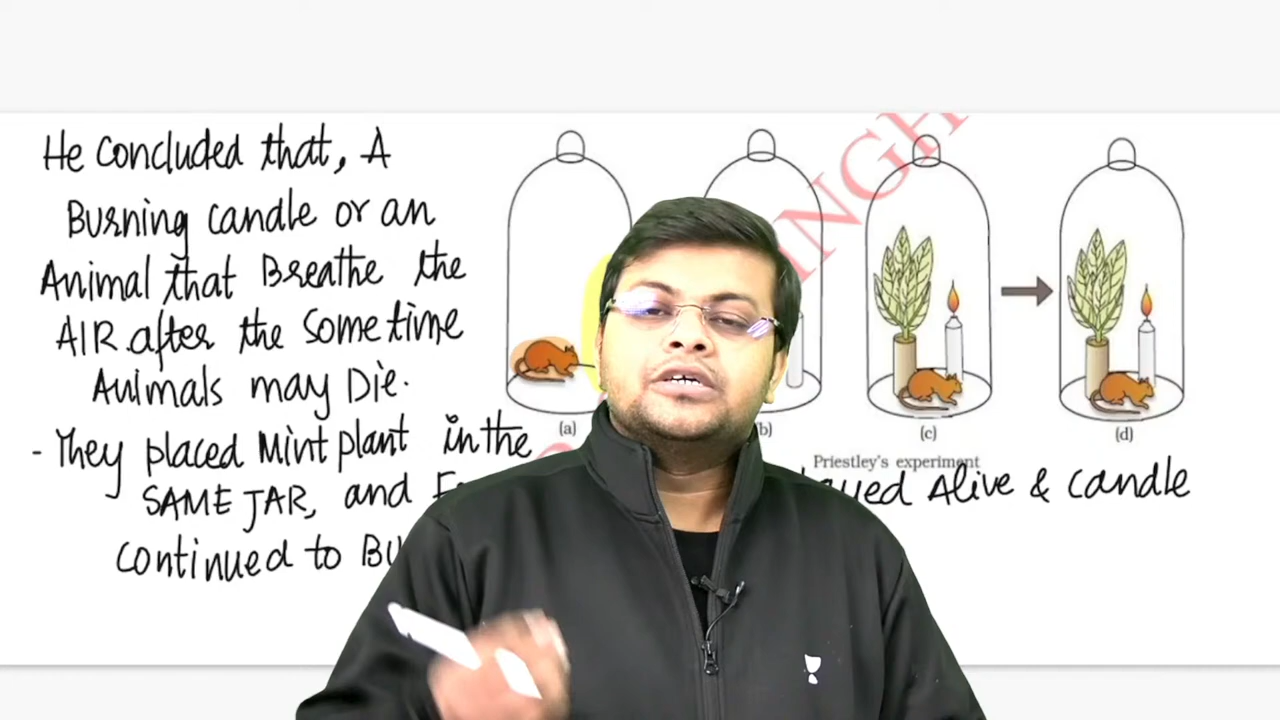 He concluded that, A
Burning candle or an
Animal that Breathe the
AIR after the Some time
Animals may Die.
- They placed Mint plant in the
SAME JAR, and
Alive & candle
continued to
INGH
(a)
(c)
(d)
Priestley's experiment